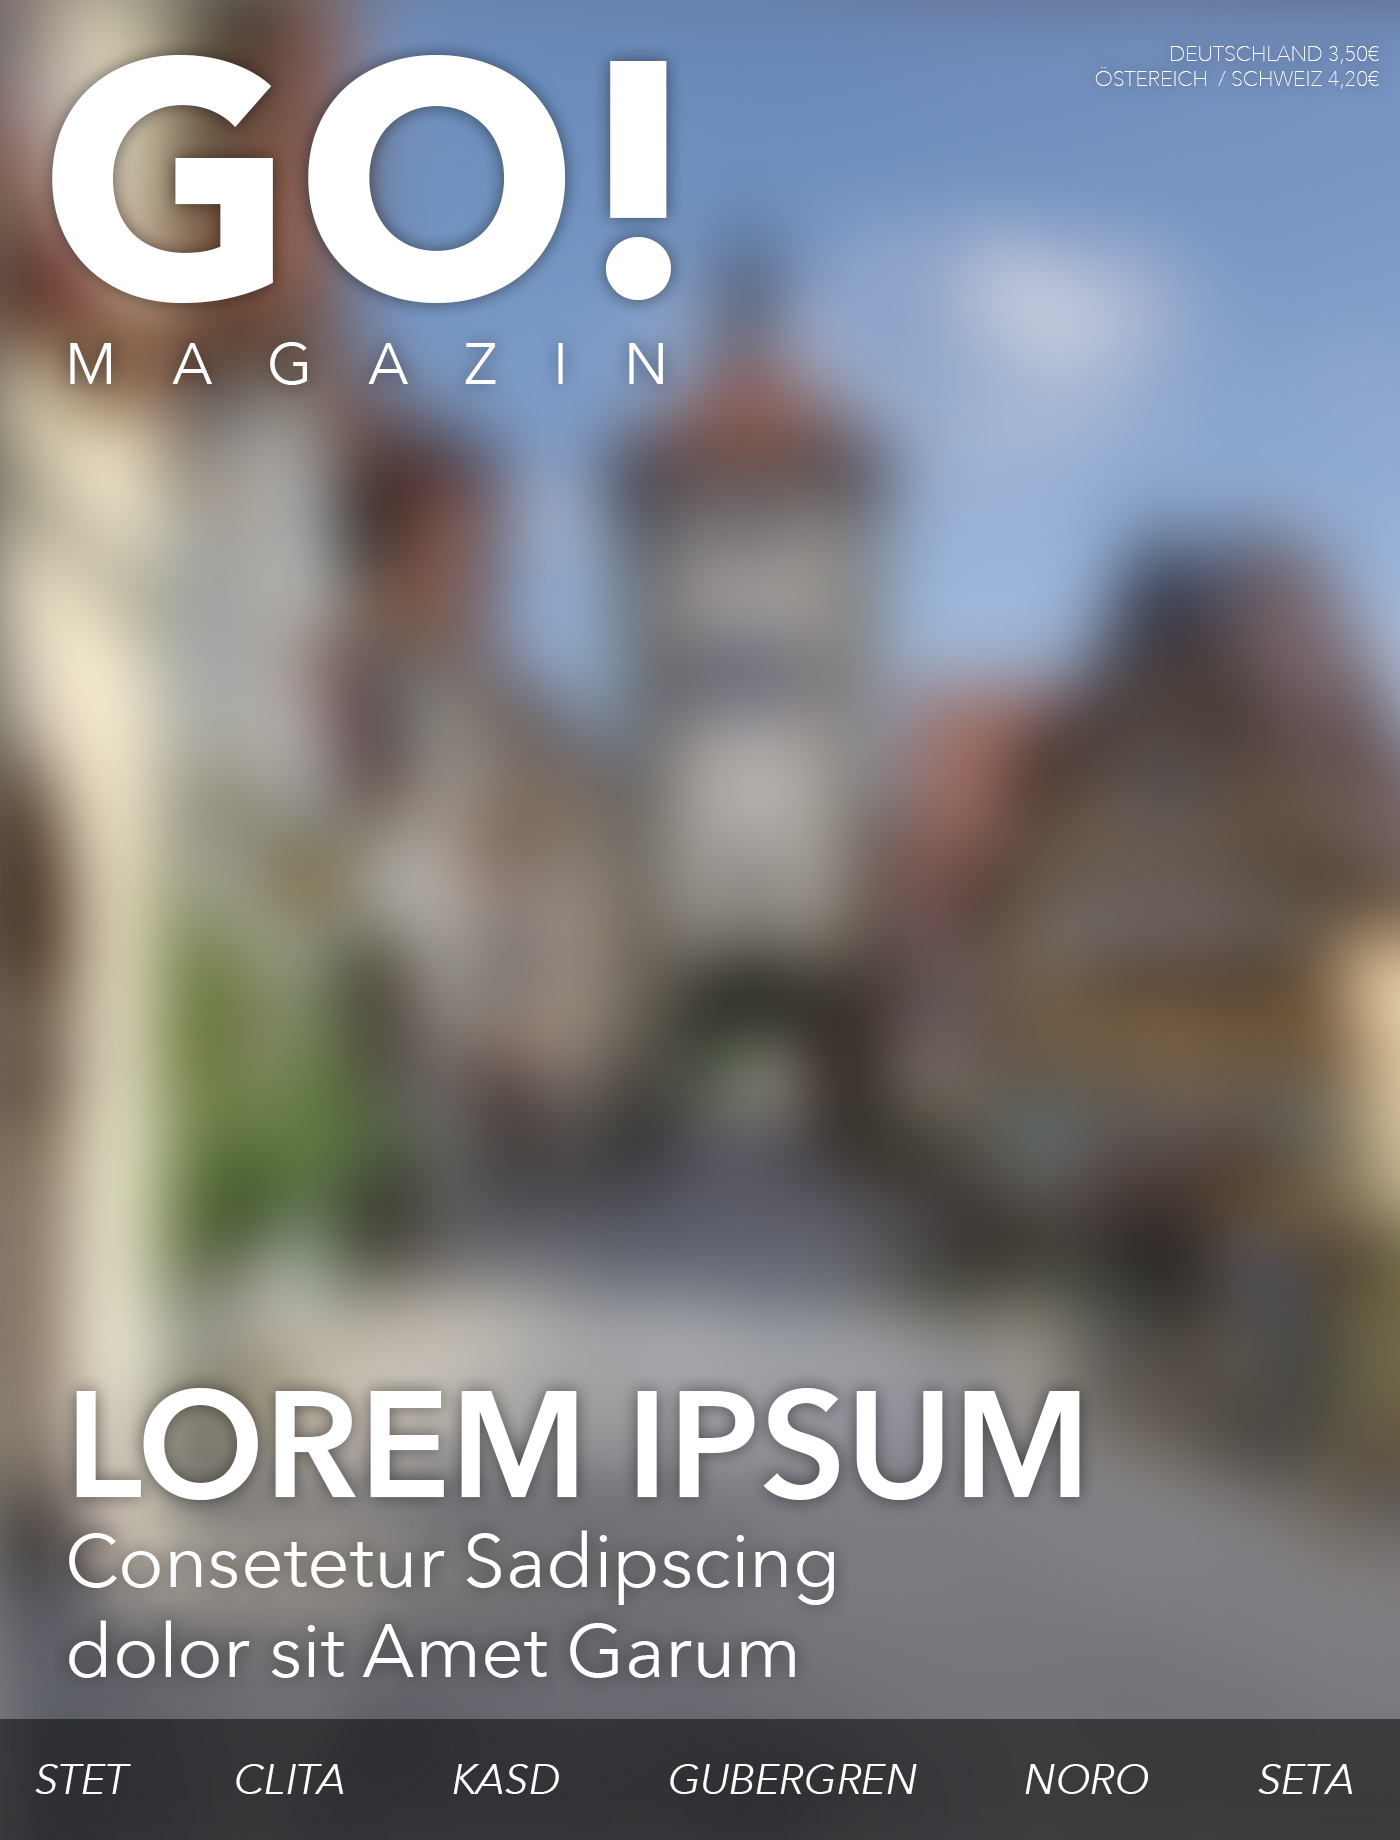 GO!
MAGAZIN
DEUTSCHLAND 3,50€
ÖSTEREICH / SCHWEIZ 4,20€
LOREM IPSUM
Consetetur Sadipscing
dolor sit Amet Garum
STET CLITA KASD GUBERGREN NORO SETA